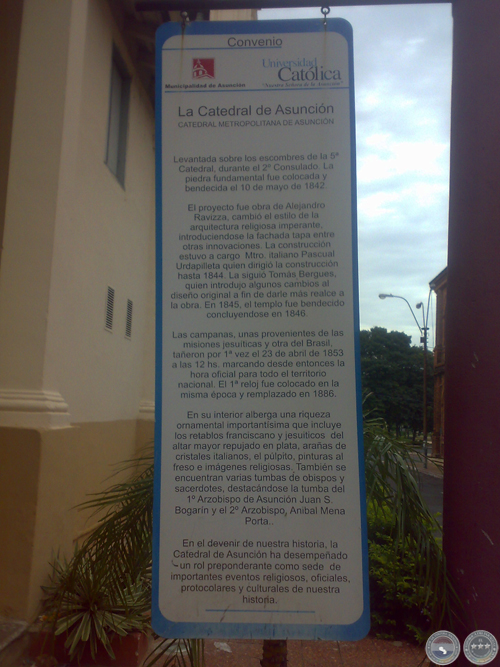 Convenio
Municipalidad de Asunción
Universidad
Católica
La Catedral de Asunción
CATEDRAL METROPOLITANA DE ASUNCIÓN
Levantada sobre los escombres de la 5ª
Catedral, durante el 2º Consulado. La
piedra fundamental fue colocada y
bendecida el 10 de mayo de 1842
El proyecto fue obra de Alejandro
Ravizza, cambió el estilo de la
arquitectura religiosa imperante,
introduciendose la fachada tapa entre
otras innovaciones. La construcción
estuvo a cargo Mtro. italiano Pascual
Urdapilleta quien dirigió la construcción
hasta 1844. La siguió Tomás Bergues,
quien introdujo algunos cambios al
diseño original a fin de darle más realce a
la obra. En 1845, el templo fue bendecido
concluyendose en 1846.
Las campanas, unas provenientes de las
misiones jesuíticas y otra del Brasil,
tañeron por 1ª vez el 23 de abril de 1853
a las 12 hs. marcando desde entonces la
hora oficial para todo el territorio
nacional. El 1º reloj fue colocado en la
misma época y remplazado en 1886.
En su interior alberga una riqueza
ornamental importantísima que incluye
los retablos franciscano y jesuiticos del
altar mayor repujado en plata, arañas de
cristales italianos, el púlpito, pinturas al
freso e imágenes religiosas. También se
encuentran varias tumbas de obispos y
sacerdotes, destacándose la tumba del
1º Arzobispo de Asunción Juan S.
Bogarín y el 2º Arzobispo, Anibal Mena
Porta..
En el devenir de nuestra historia, la
Catedral de Asunción ha desempeñado
un rol preponderante como sede de
importantes eventos religiosos, oficiales,
protocolares y culturales de nuestra
historia.